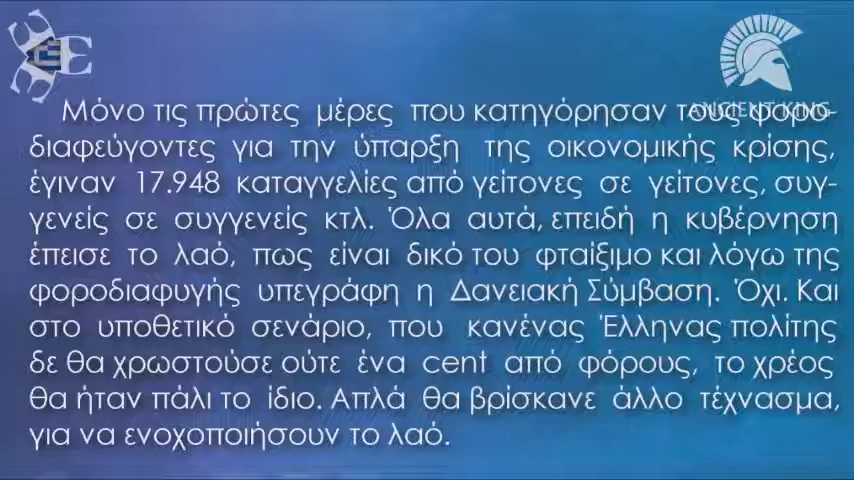 ANCIENT KING
Μόνο τις πρώτες μέρες που κατηγόρησαν τους φορο-
διαφεύγοντες για την ύπαρξη της οικονομικής κρίσης,
έγιναν 17.948 καταγγελίες από γείτονες σε γείτονες, συγ-
γενείς σε συγγενείς κτλ. Όλα αυτά, επειδή η κυβέρνηση
έπεισε το λαό, πως είναι δικό του φταίξιμο και λόγω της
φοροδιαφυγής υπεγράφη η Δανειακή Σύμβαση. Όχι. Και
στο υποθετικό σενάριο, που κανένας Έλληνας πολίτης
δε θα χρωστούσε ούτε ένα cent από φόρους, το χρέος
θα ήταν πάλι το ίδιο. Απλά θα βρίσκανε άλλο τέχνασμα,
για να ενοχοποιήσουν το λαό.